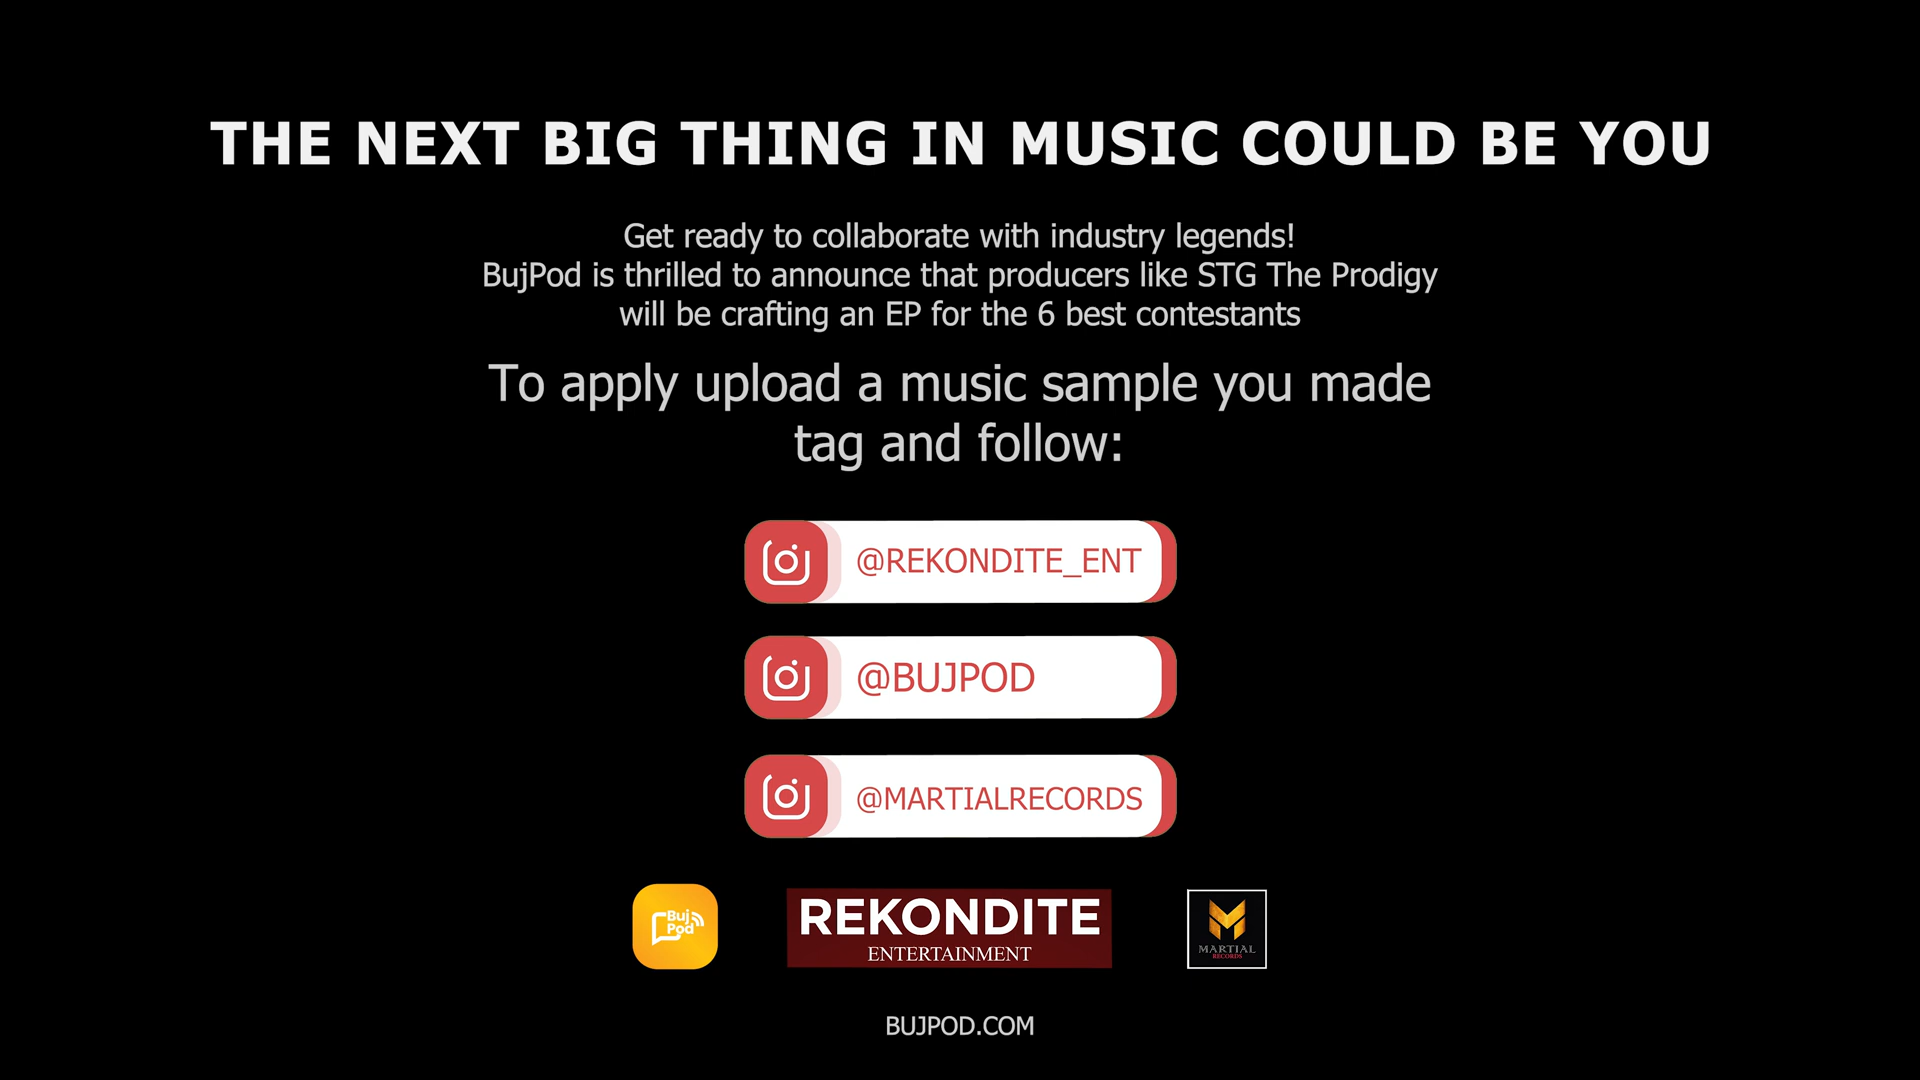 THE NEXT BIG THING IN MUSIC COULD BE YOU
Get ready to collaborate with industry legends!
BujPod is thrilled to announce that producers like STG The Prodigy
will be crafting an EP for the 6 best contestants
To apply upload a music sample you made
tag and follow:
@REKONDITE_ENT
@BUJPOD
@MARTIALRECORDS
Buj
Pod
REKONDITE
ENTERTAINMENT
MARTIAL
RECORDS
BUJPOD.COM